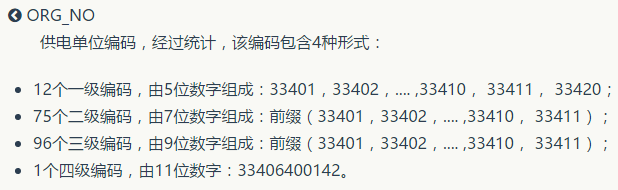 ORG_NO
供电单位编码，经过统计，该编码包含4种形式：
12个一级编码，由5位数字组成：33401，33402，.... ,33410， 33411， 33420；
75个二级编码，由7位数字组成：前缀（33401，33402，.... ,33410， 33411）；
96个三级编码，由9位数字组成：前缀（33401，33402，.... ,33410， 33411）；
1个四级编码，由11位数字：33406400142。